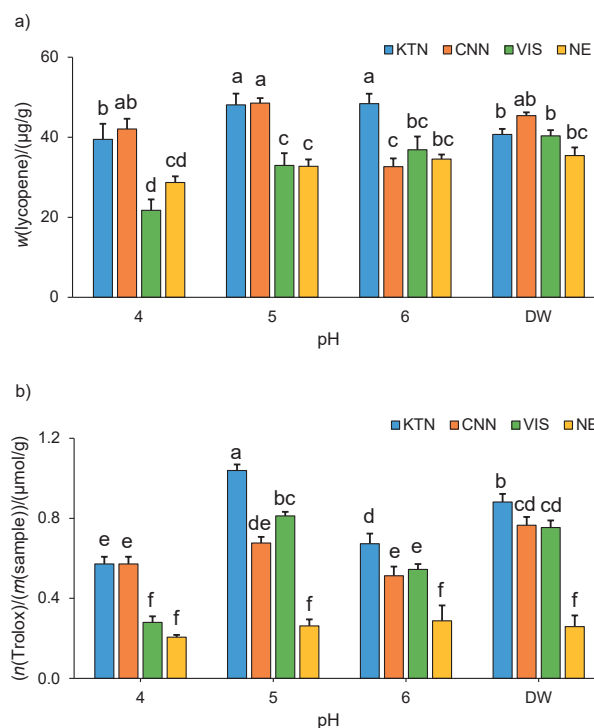 a)
KTN CNN VIS NE
w(lycopene)/(µg/g)
60
40
20
0
b ab d cd
a a c c
a c bc bc
b ab b bc
4 5 6 DW
pH
b)
KTN CNN VIS NE
(n(Trolox)/(m(sample))/(µmol/g)
1.2
0.8
0.4
0.0
e e f f
a de bc f
d e e f
b cd cd f
4 5 6 DW
pH